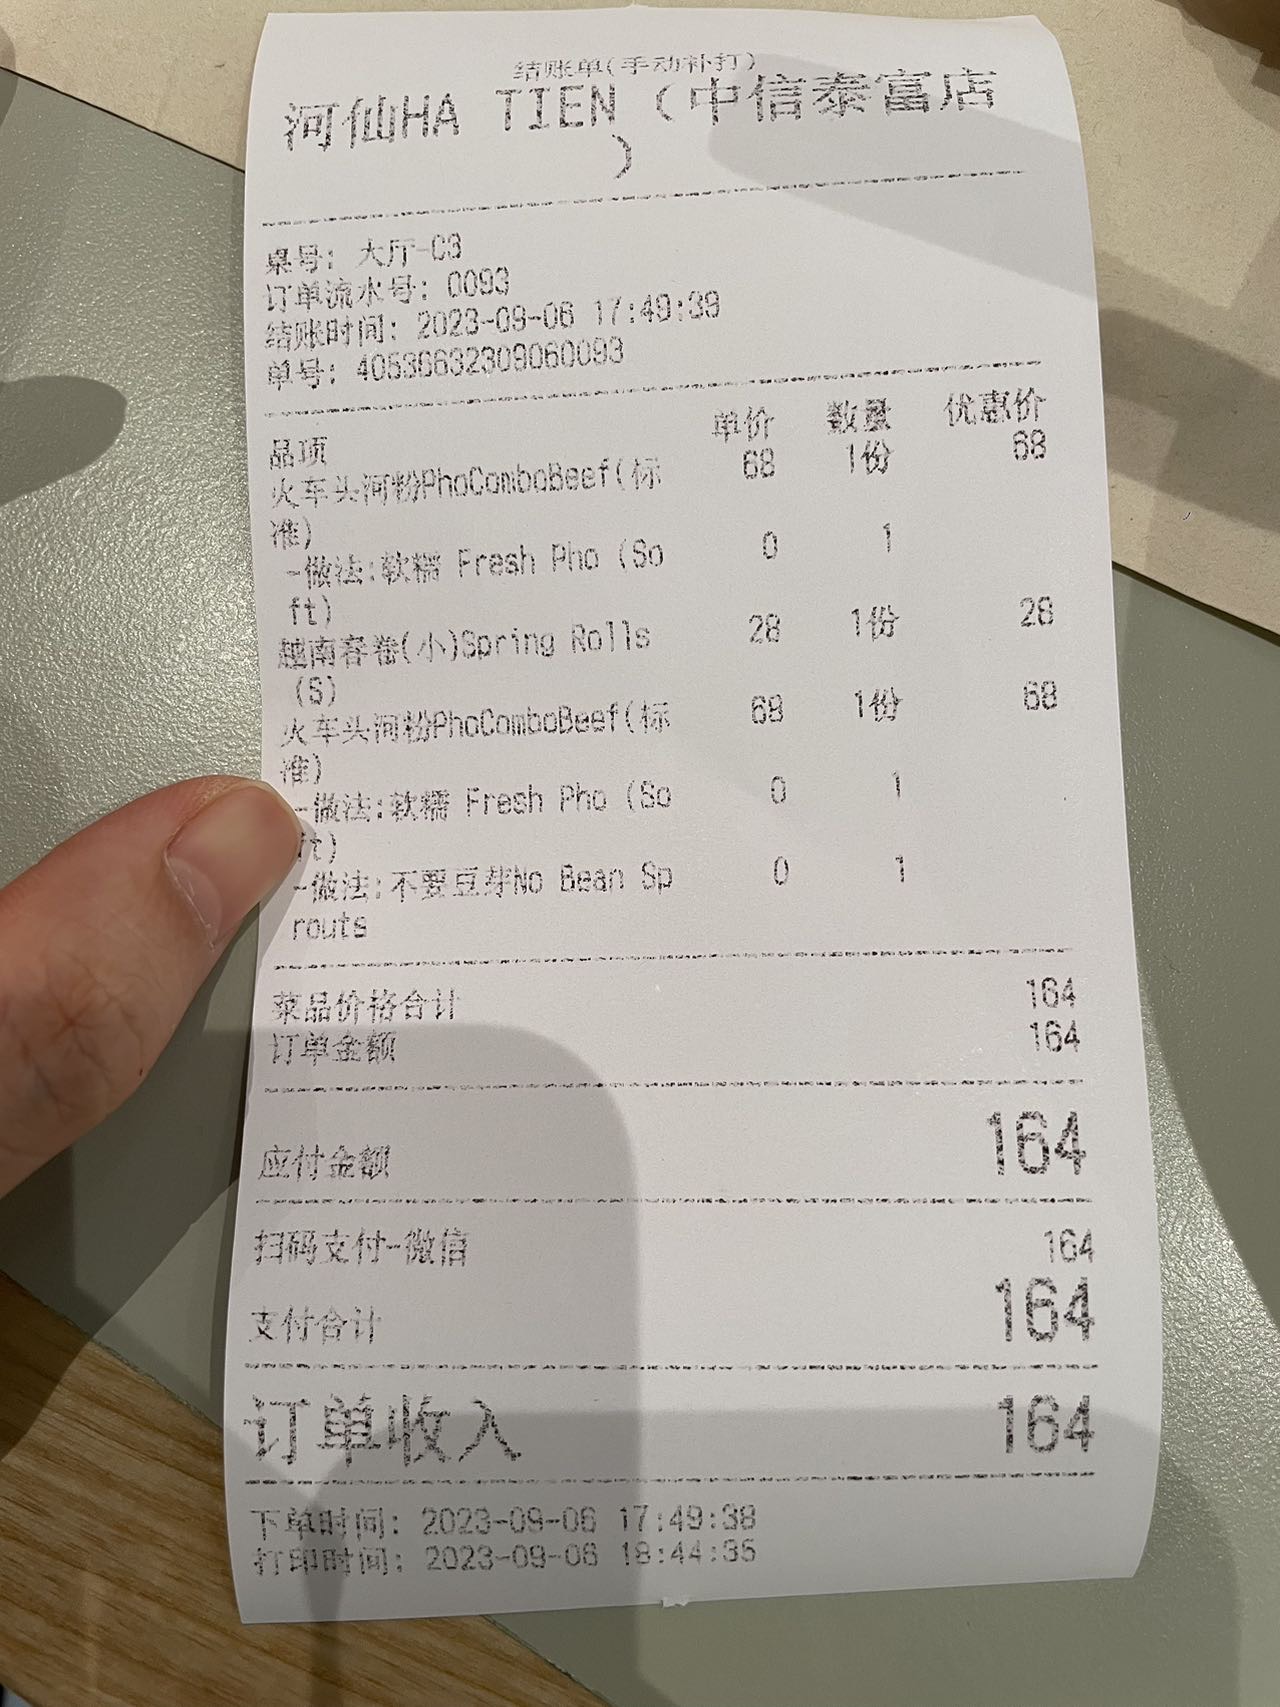 结账单(手动补打)
河仙HA TIEN（中信泰富店
）
桌号: 大厅-C3
订单流水号: 0093
结账时间: 2023-09-06 17:49:39
单号: 40536632309060093
品项 单价 数量 优惠价
火车头河粉PhoComboBeef(标 68 1份 68
准)
-做法:软糯 Fresh Pho (So 0 1
ft)
越南春卷(小)Spring Rolls 28 1份 28
(S)
火车头河粉PhoComboBeef(标 68 1份 68
准)
-做法:软糯 Fresh Pho (So 0 1
ft)
-做法:不要豆芽No Bean Sp 0 1
routs
菜品价格合计 164
订单金额 164
应付金额 164
扫码支付-微信 164
支付合计 164
订单收入 164
下单时间: 2023-09-06 17:49:38
打印时间: 2023-09-06 18:44:35